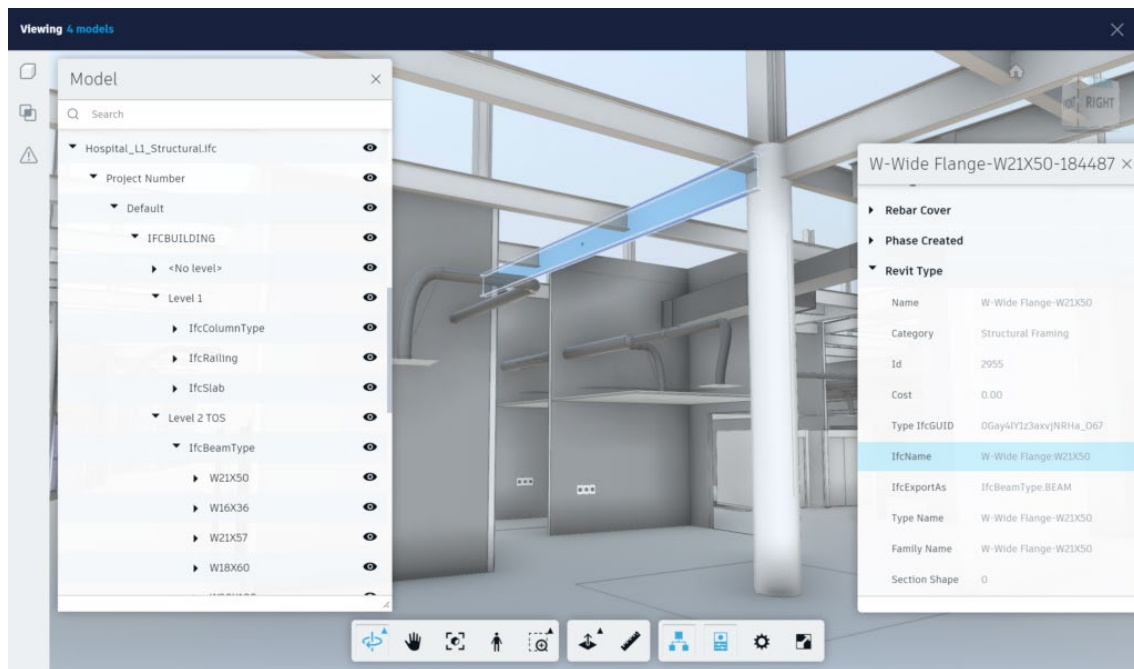 Viewing 4 models
Model
Search
Hospital_L1_Structural.ifc
Project Number
Default
IFCBUILDING
<No level>
Level 1
IfcColumnType
IfcRailing
IfcSlab
Level 2 TOS
IfcBeamType
W21X50
W16X36
W21X57
W18X60
RIGHT
W-Wide Flange-W21X50-184487
Rebar Cover
Phase Created
Revit Type
Name W-Wide Flange-W21X50
Category Structural Framing
Id 2955
Cost 0.00
Type IfcGUID 0Gay4lY1z3axvjNRHa_O67
IfcName W-Wide Flange:W21X50
IfcExportAs IfcBeamType.BEAM
Type Name W-Wide Flange-W21X50
Family Name W-Wide Flange-W21X50
Section Shape 0